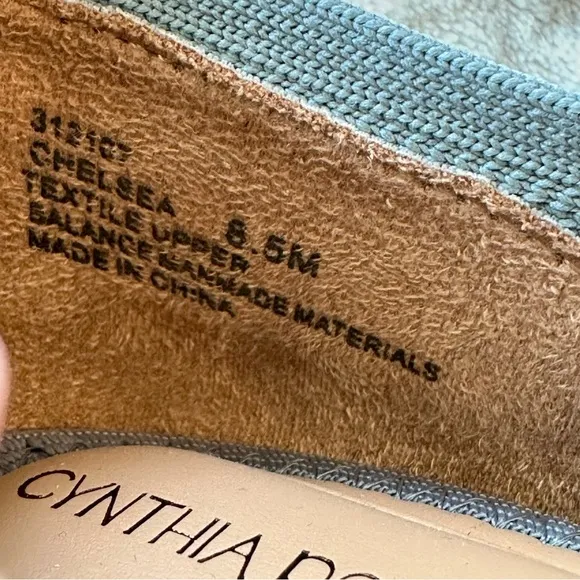 312107
CHELSEA 8.5M
TEXTILE UPPER
BALANCE MANMADE MATERIALS
MADE IN CHINA
CYNTHIA